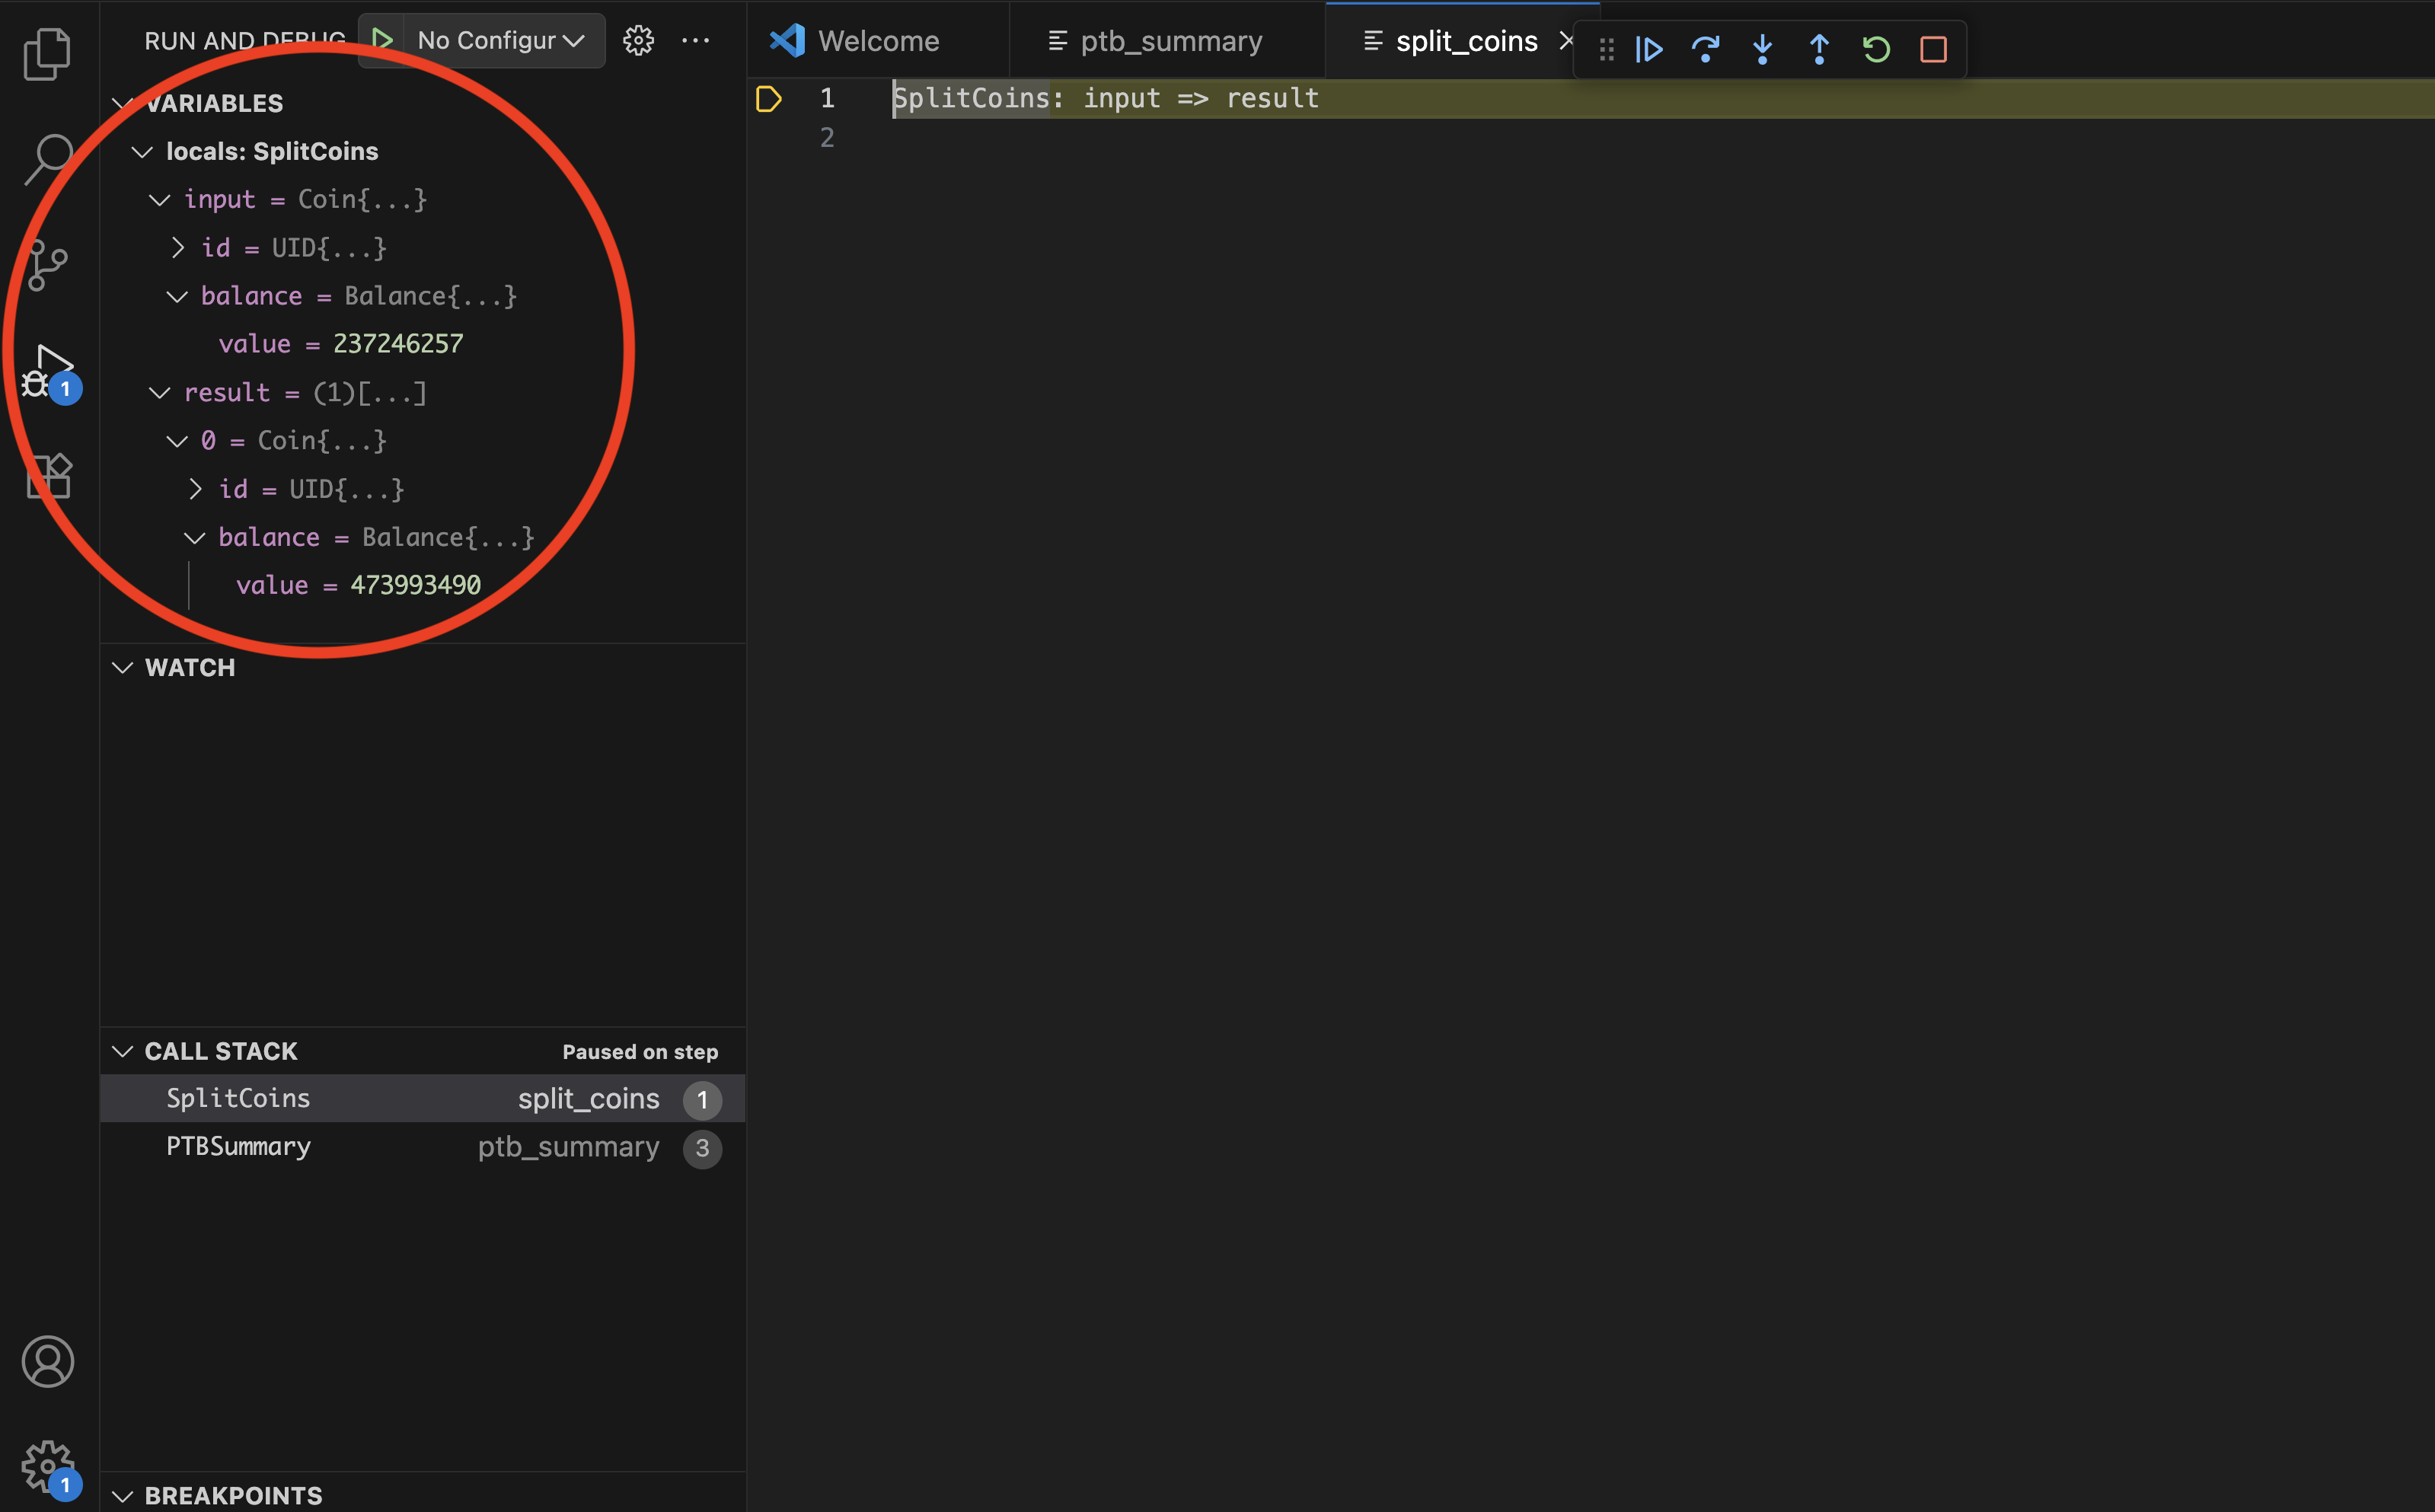 RUN AND DEBUG No Configur
VARIABLES
locals: SplitCoins
input = Coin{...}
id = UID{...}
balance = Balance{...}
value = 237246257
result = (1)[...]
0 = Coin{...}
id = UID{...}
balance = Balance{...}
value = 473993490
WATCH
CALL STACK Paused on step
SplitCoins split_coins 1
PTBSummary ptb_summary 3
BREAKPOINTS
1
1
Welcome ptb_summary split_coins
1 SplitCoins: input => result
2